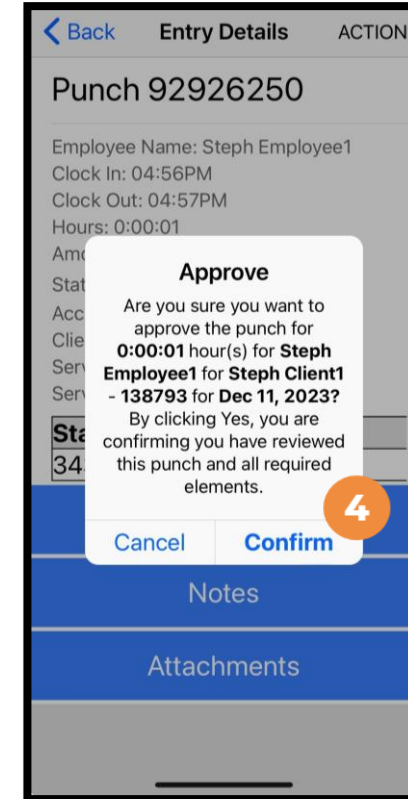 Back Entry Details ACTION
Punch 92926250
Employee Name: Steph Employee1
Clock In: 04:56PM
Clock Out: 04:57PM
Hours: 0:00:01
Approve
Are you sure you want to
approve the punch for
0:00:01 hour(s) for Steph
Employee1 for Steph Client1
- 138793 for Dec 11, 2023?
By clicking Yes, you are
confirming you have reviewed
this punch and all required
elements.
4
Cancel Confirm
Notes
Attachments